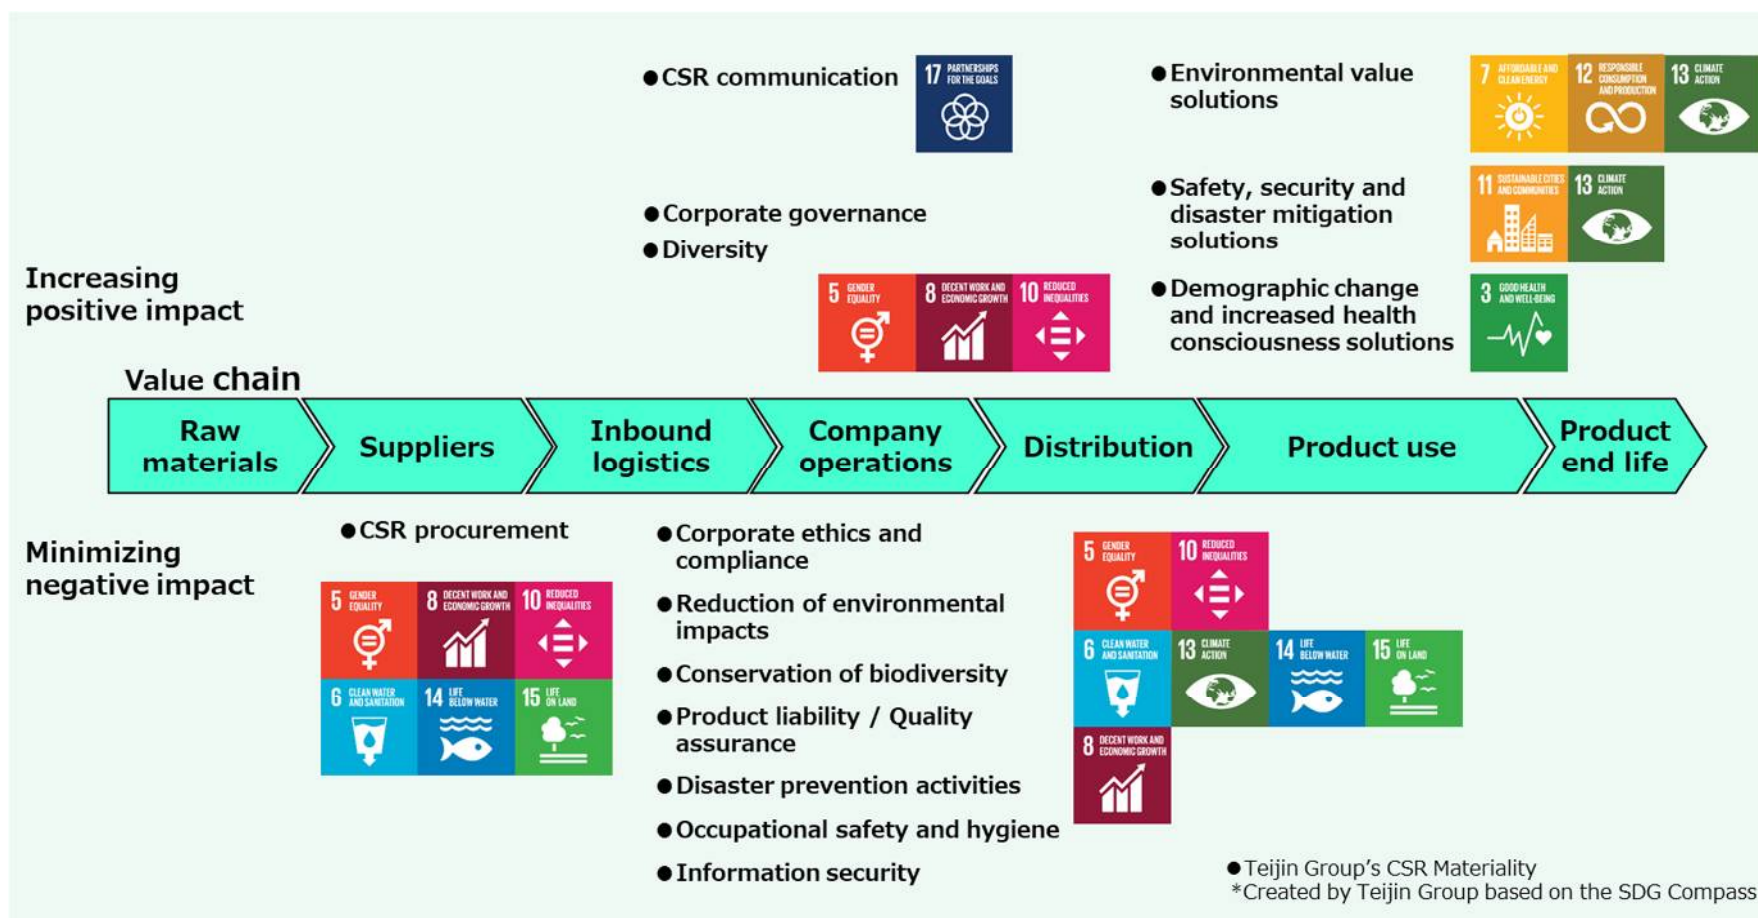 ●CSR communication
17 PARTNERSHIPS
FOR THE GOALS
●Corporate governance
●Diversity
5 GENDER
EQUALITY
8 DECENT WORK AND
ECONOMIC GROWTH
10 REDUCED
INEQUALITIES
●Environmental value
solutions
7 AFFORDABLE AND
CLEAN ENERGY
12 RESPONSIBLE
CONSUMPTION
AND PRODUCTION
13 CLIMATE
ACTION
●Safety, security and
disaster mitigation
solutions
11 SUSTAINABLE CITIES
AND COMMUNITIES
13 CLIMATE
ACTION
●Demographic change
and increased health
consciousness solutions
3 GOOD HEALTH
AND WELL-BEING
Increasing
positive impact
Value chain
Raw
materials
Suppliers
Inbound
logistics
Company
operations
Distribution
Product use
Product
end life
Minimizing
negative impact
●CSR procurement
5 GENDER
EQUALITY
8 DECENT WORK AND
ECONOMIC GROWTH
10 REDUCED
INEQUALITIES
6 CLEAN WATER
AND SANITATION
14 LIFE
BELOW WATER
15 LIFE
ON LAND
●Corporate ethics and
compliance
●Reduction of environmental
impacts
●Conservation of biodiversity
●Product liability / Quality
assurance
●Disaster prevention activities
●Occupational safety and hygiene
●Information security
5 GENDER
EQUALITY
10 REDUCED
INEQUALITIES
6 CLEAN WATER
AND SANITATION
13 CLIMATE
ACTION
14 LIFE
BELOW WATER
15 LIFE
ON LAND
8 DECENT WORK AND
ECONOMIC GROWTH
●Teijin Group's CSR Materiality
*Created by Teijin Group based on the SDG Compass